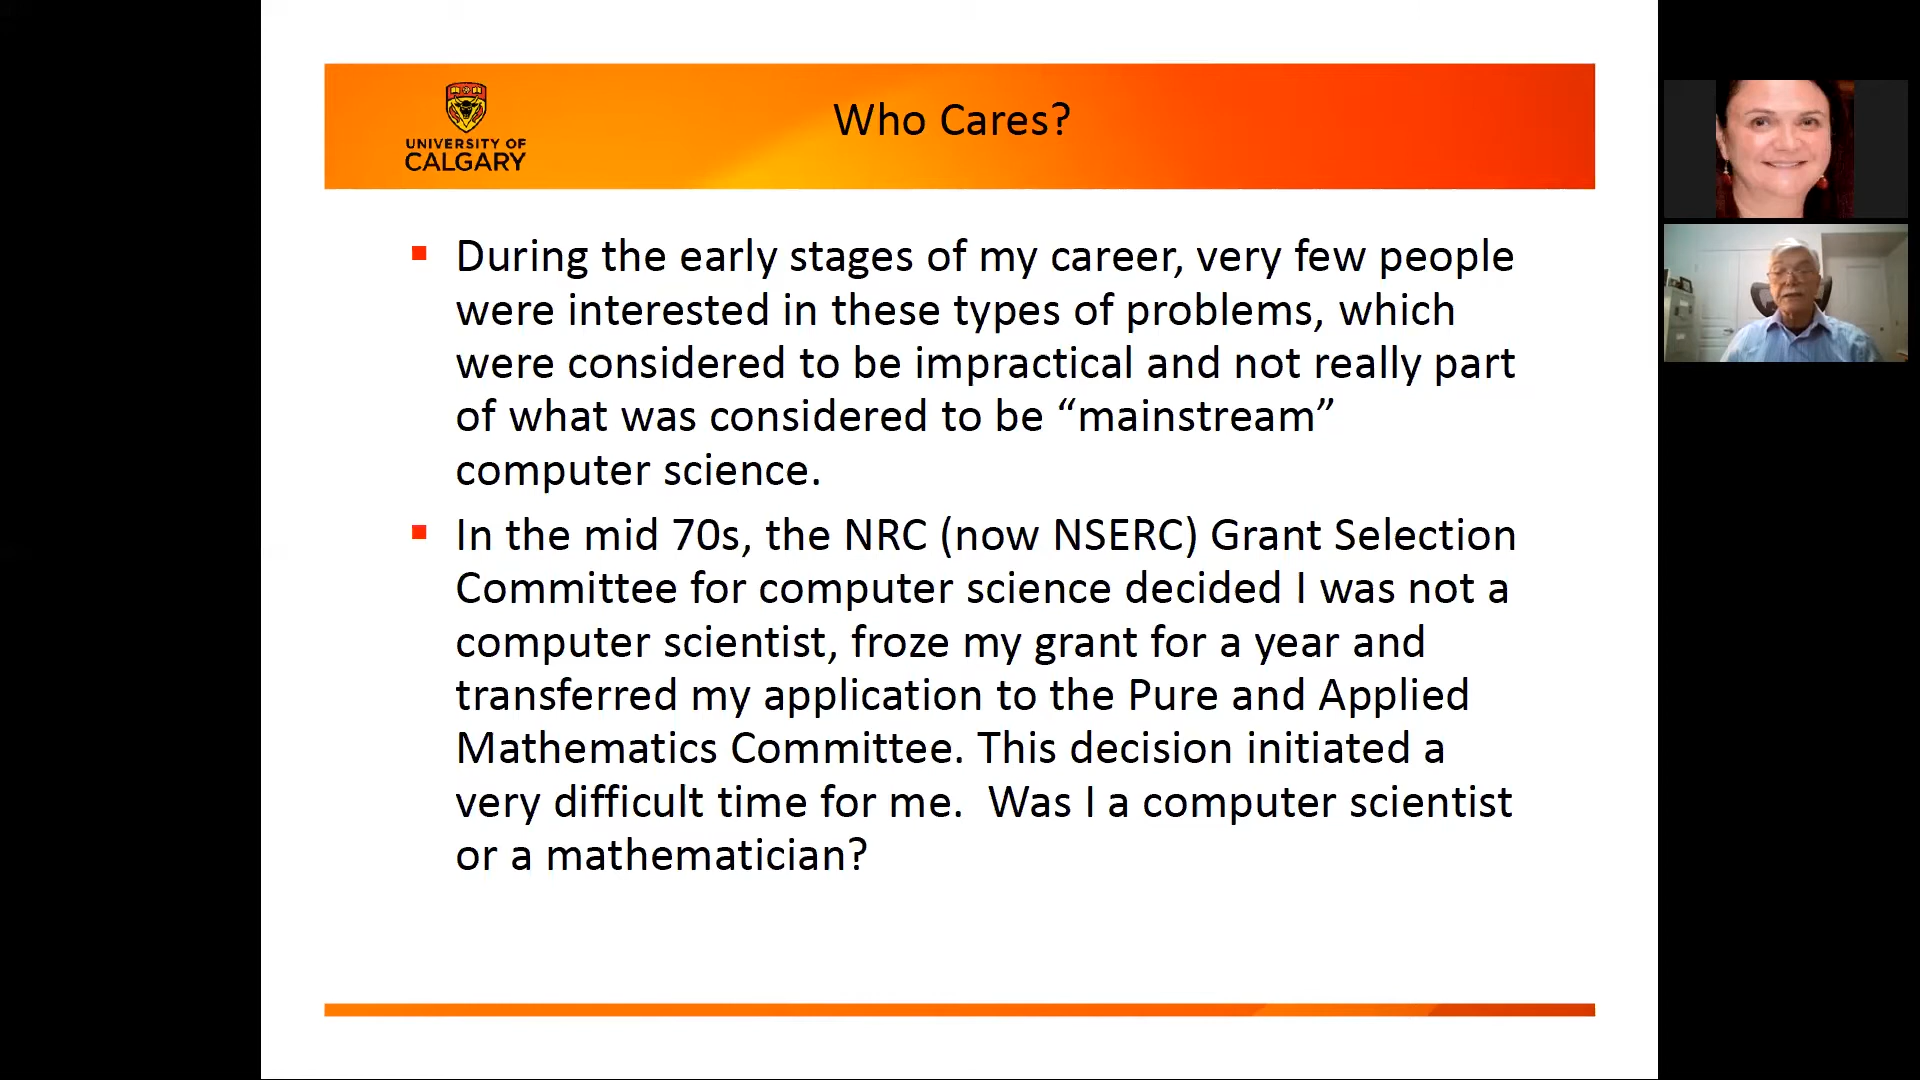 UNIVERSITY OF
CALGARY
Who Cares?
▪ During the early stages of my career, very few people
were interested in these types of problems, which
were considered to be impractical and not really part
of what was considered to be “mainstream”
computer science.
▪ In the mid 70s, the NRC (now NSERC) Grant Selection
Committee for computer science decided I was not a
computer scientist, froze my grant for a year and
transferred my application to the Pure and Applied
Mathematics Committee. This decision initiated a
very difficult time for me.  Was I a computer scientist
or a mathematician?